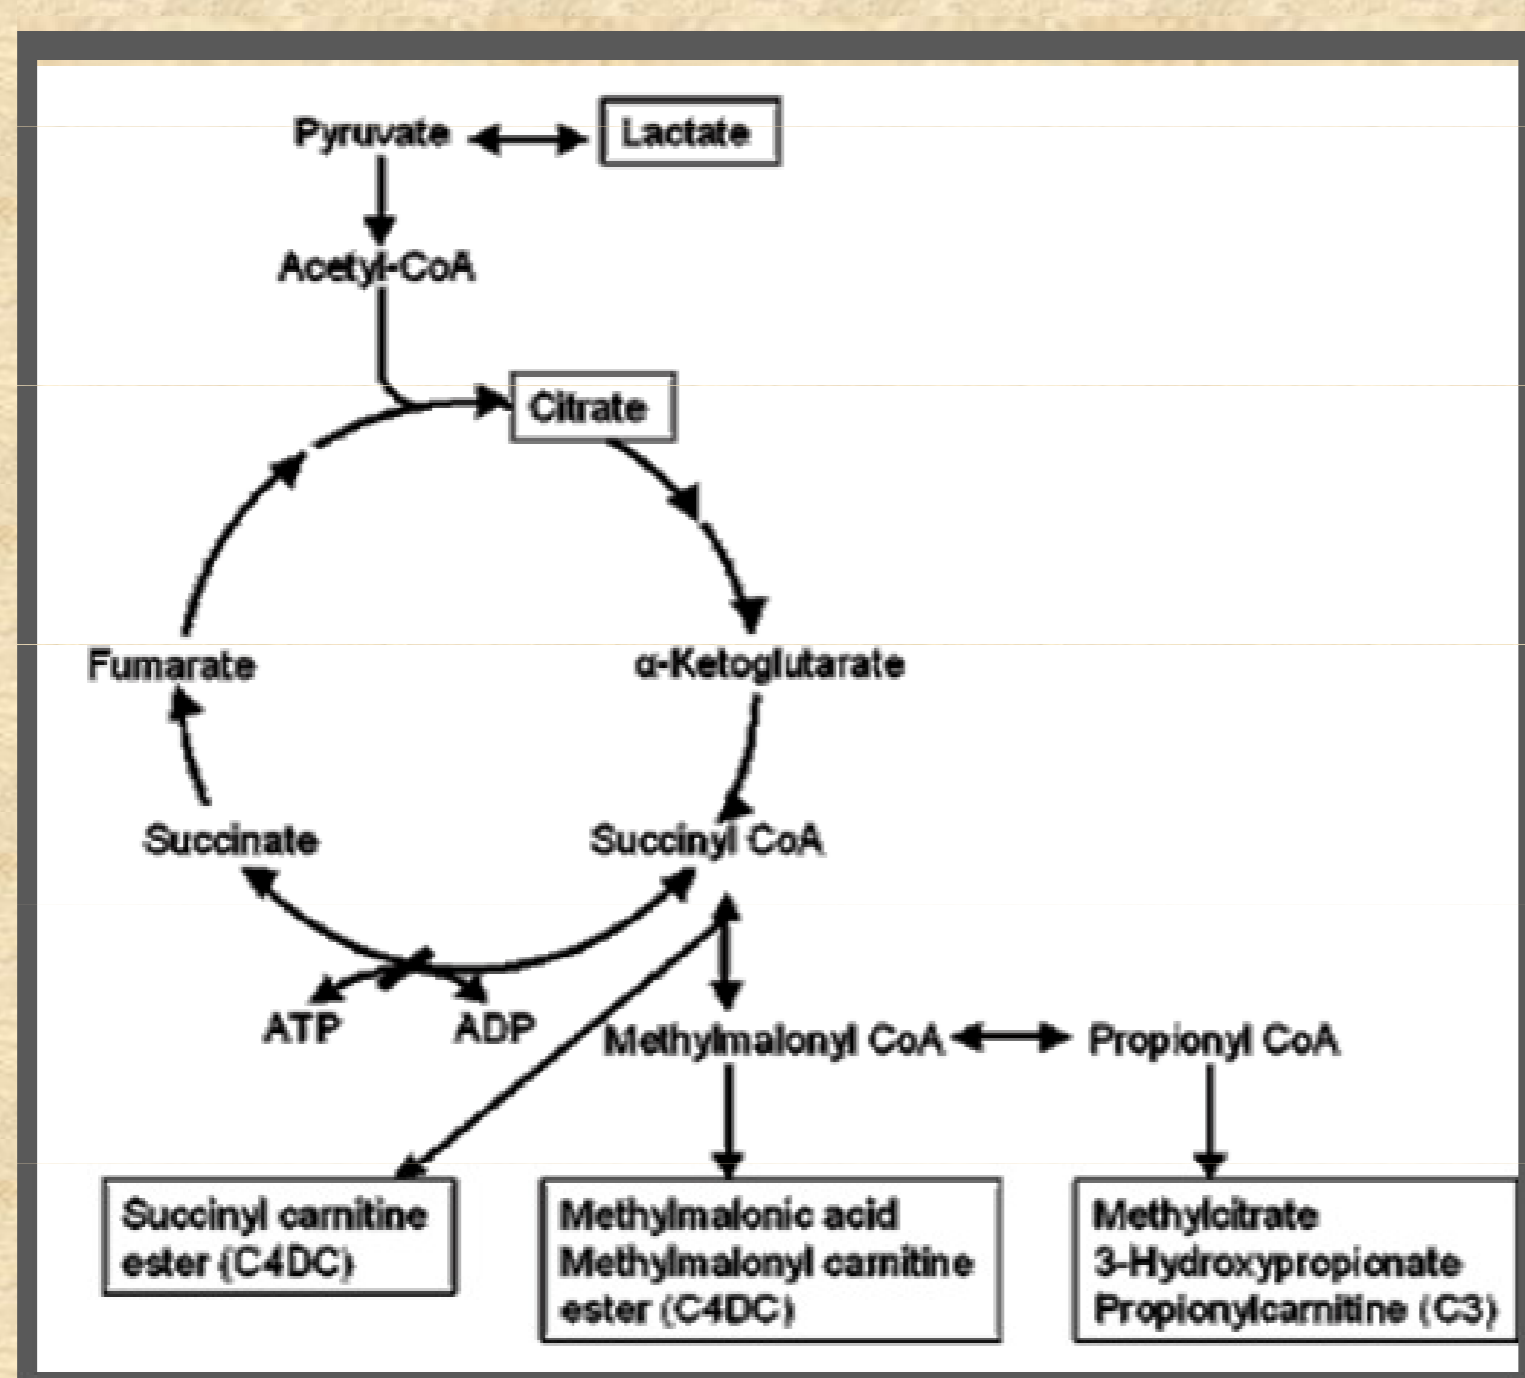 Pyruvate
Lactate
Acetyl-CoA
Citrate
Fumarate
α-Ketoglutarate
Succinate
Succinyl CoA
ATP
ADP
Methylmalonyl CoA
Propionyl CoA
Succinyl carnitine
ester (C4DC)
Methylmalonic acid
Methylmalonyl carnitine
ester (C4DC)
Methylcitrate
3-Hydroxypropionate
Propionylcarnitine (C3)